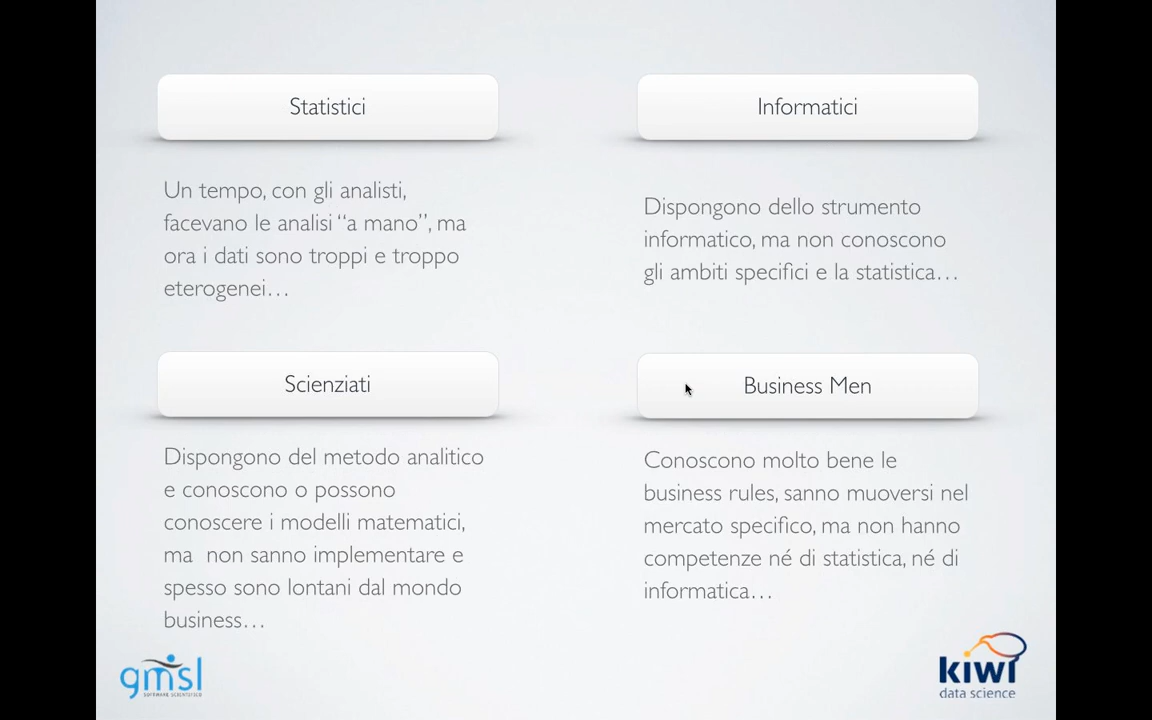 Statistici
Un tempo, con gli analisti,
facevano le analisi “a mano”, ma
ora i dati sono troppi e troppo
eterogenei…
Informatici
Dispongono dello strumento
informatico, ma non conoscono
gli ambiti specifici e la statistica…
Scienziati
Dispongono del metodo analitico
e conoscono o possono
conoscere i modelli matematici,
ma  non sanno implementare e
spesso sono lontani dal mondo
business…
Business Men
Conoscono molto bene le
business rules, sanno muoversi nel
mercato specifico, ma non hanno
competenze né di statistica, né di
informatica…
gmsl
SOFTWARE SCIENTIFICO
kiwi
data science